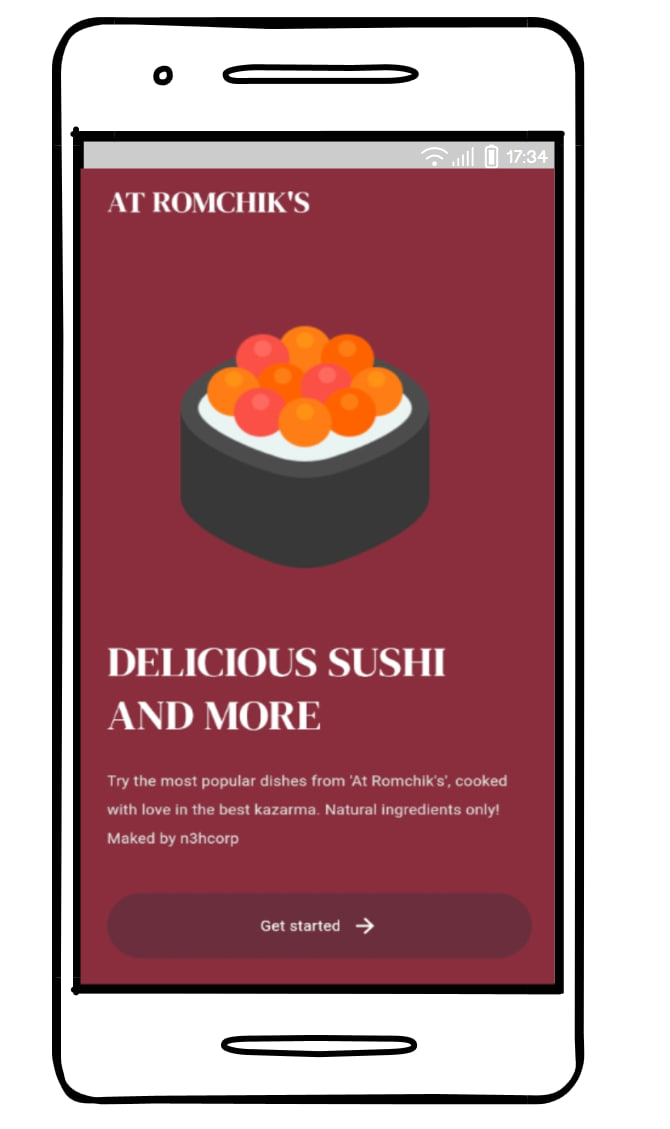 17:34
AT ROMCHIK'S
DELICIOUS SUSHI
AND MORE
Try the most popular dishes from 'At Romchik's', cooked
with love in the best kazarma. Natural ingredients only!
Maked by n3hcorp
Get started